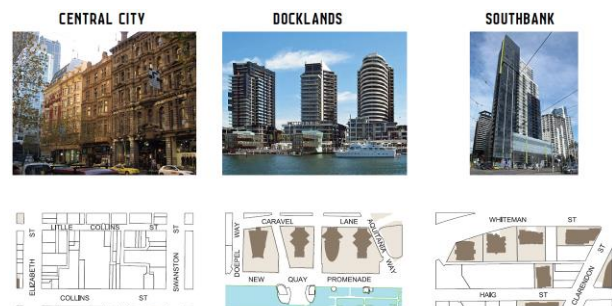 CENTRAL CITY
DOCKLANDS
SOUTHBANK
LITLLE COLLINS ST
ELIZABETH ST
SWANSTON ST
COLLINS ST
CARAVEL LANE
DOEPEL WAY
AQUITANIA WAY
NEW QUAY PROMENADE
WHITEMAN ST
HAIG ST
CLARENDON ST